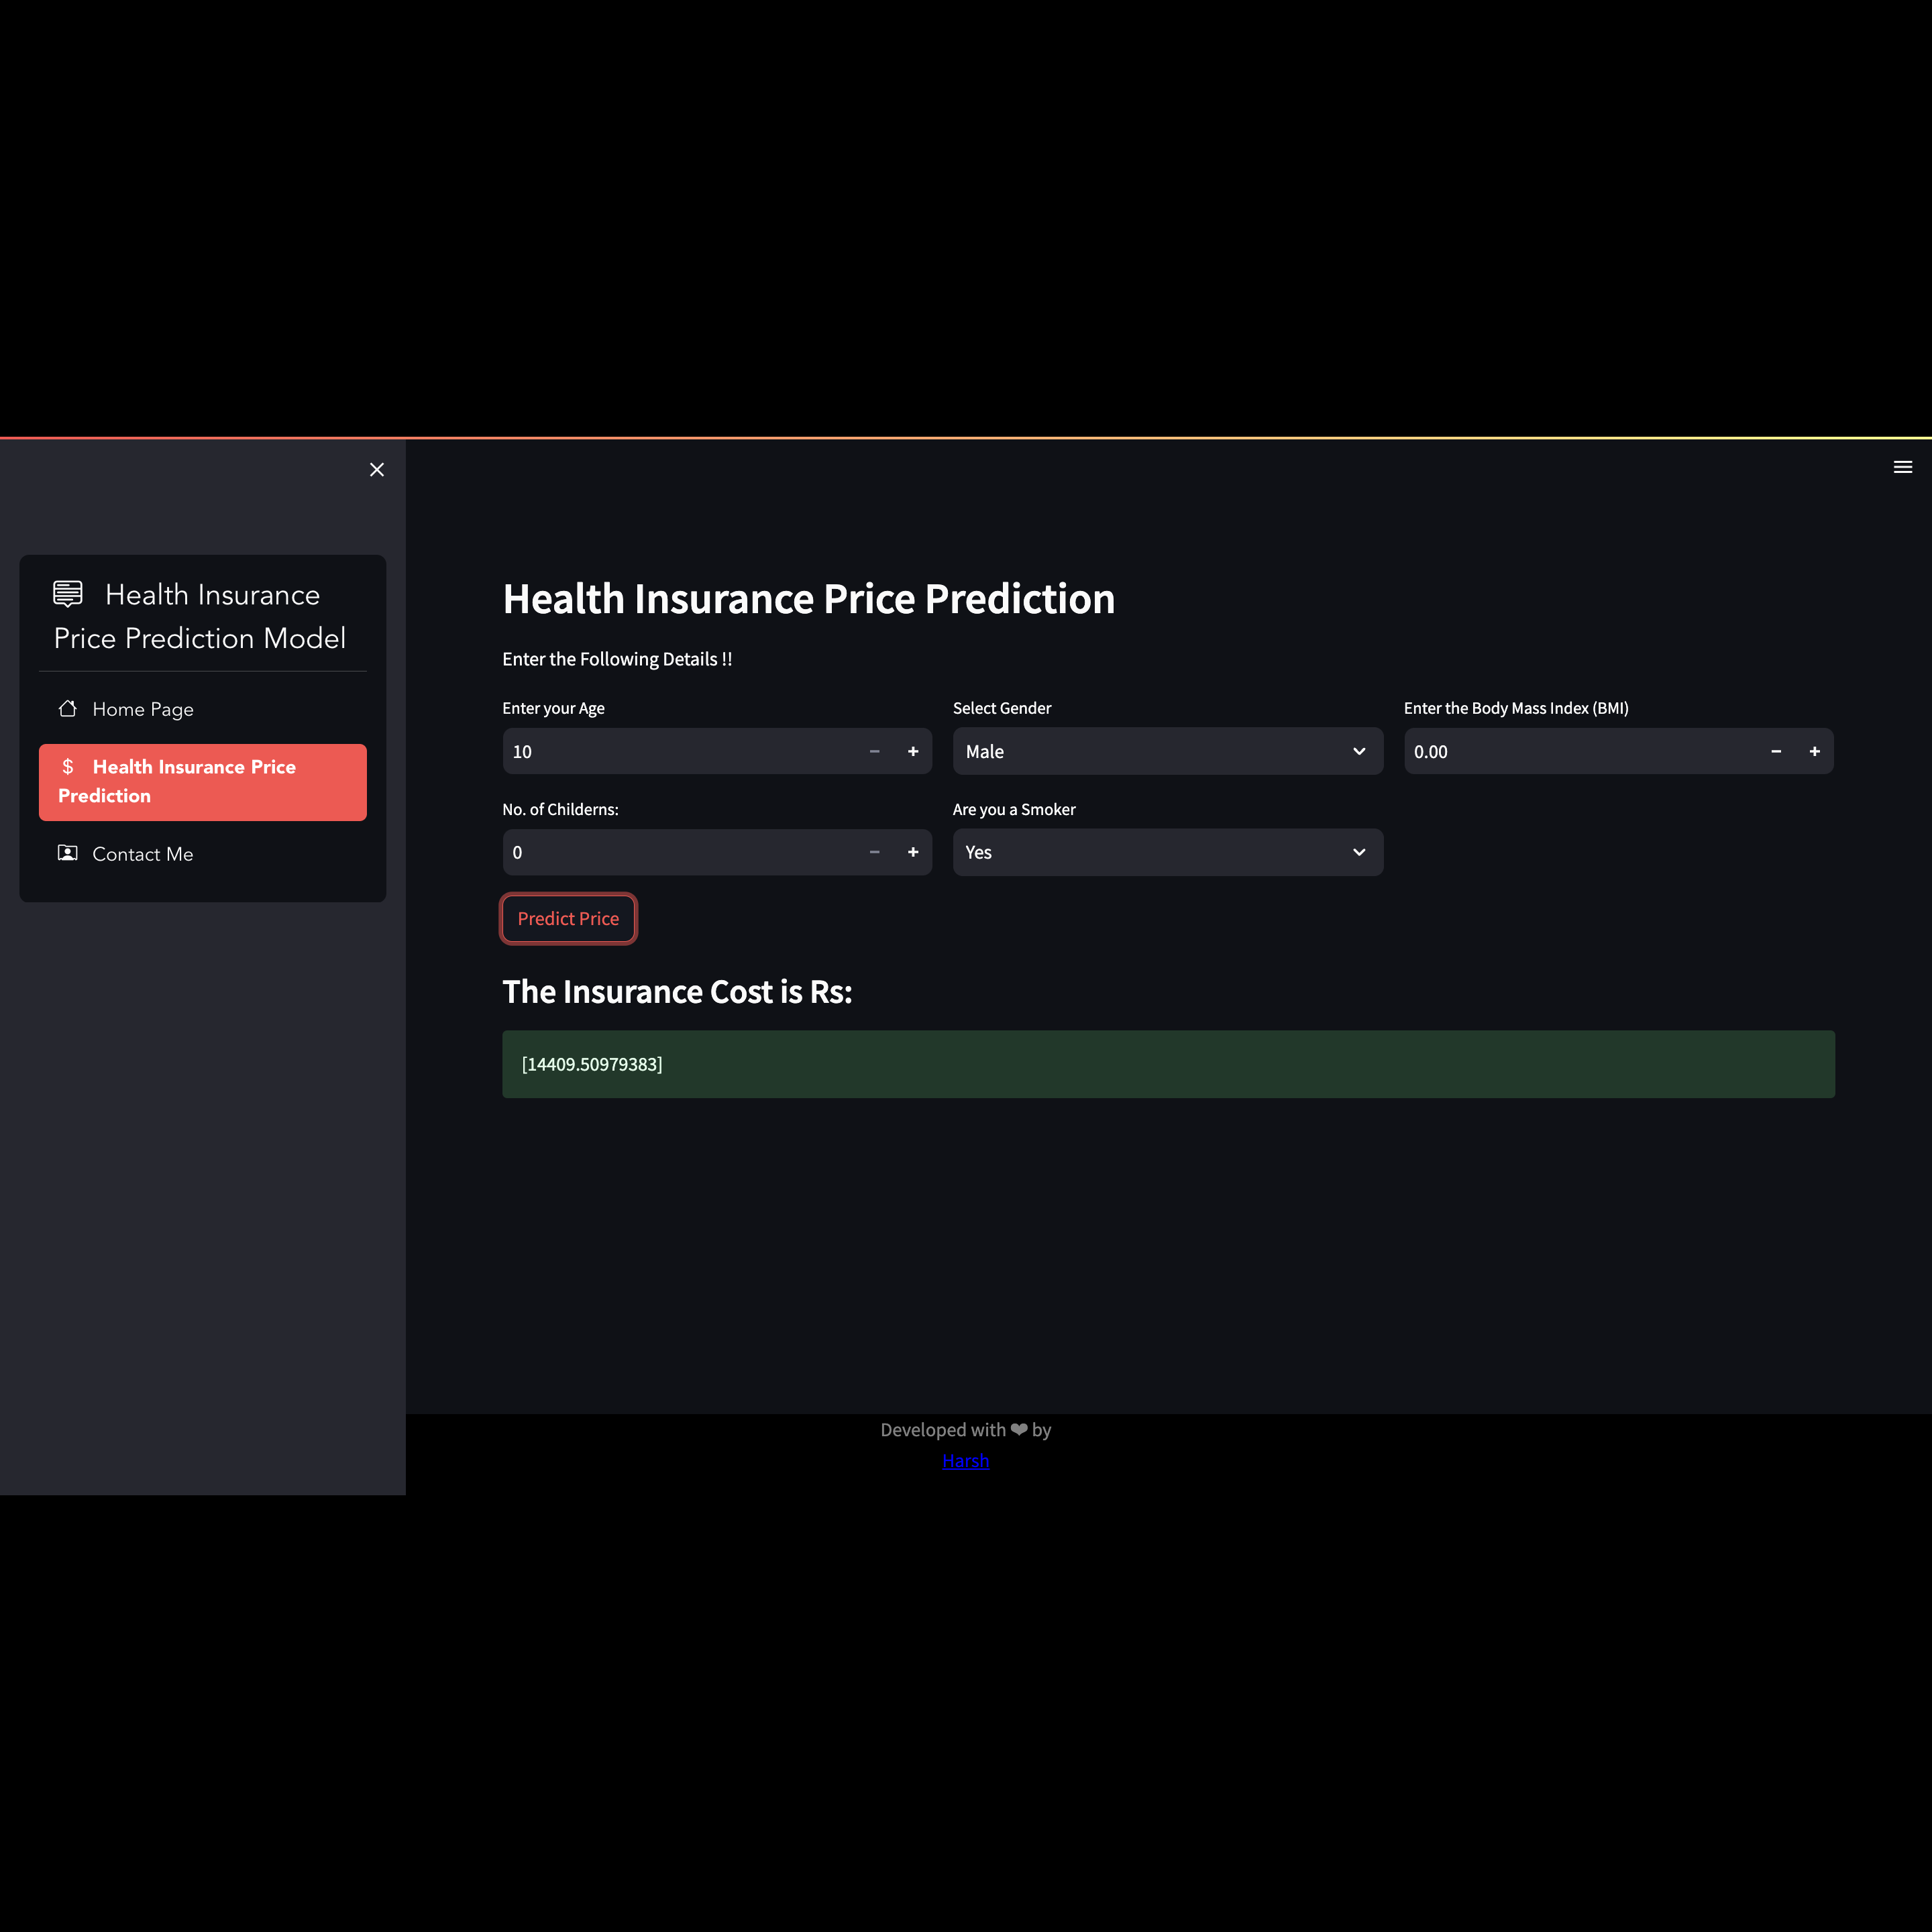 Health Insurance
Price Prediction Model
Home Page
$ Health Insurance Price
Prediction
Contact Me
Health Insurance Price Prediction
Enter the Following Details !!
Enter your Age
10
Select Gender
Male
Enter the Body Mass Index (BMI)
0.00
No. of Childerns:
0
Are you a Smoker
Yes
Predict Price
The Insurance Cost is Rs:
[14409.50979383]
Developed with ❤ by
Harsh